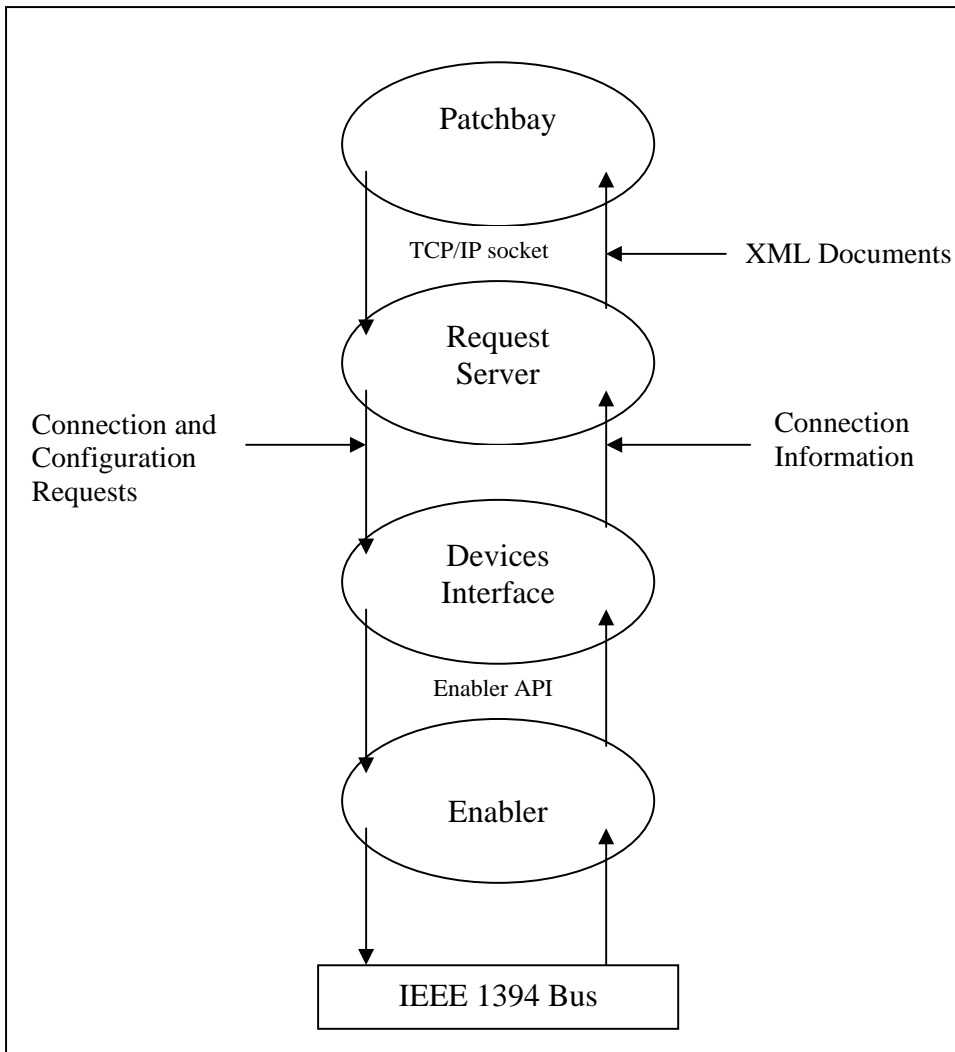 Patchbay
TCP/IP socket
XML Documents
Request
Server
Connection and
Configuration
Requests
Connection
Information
Devices
Interface
Enabler API
Enabler
IEEE 1394 Bus